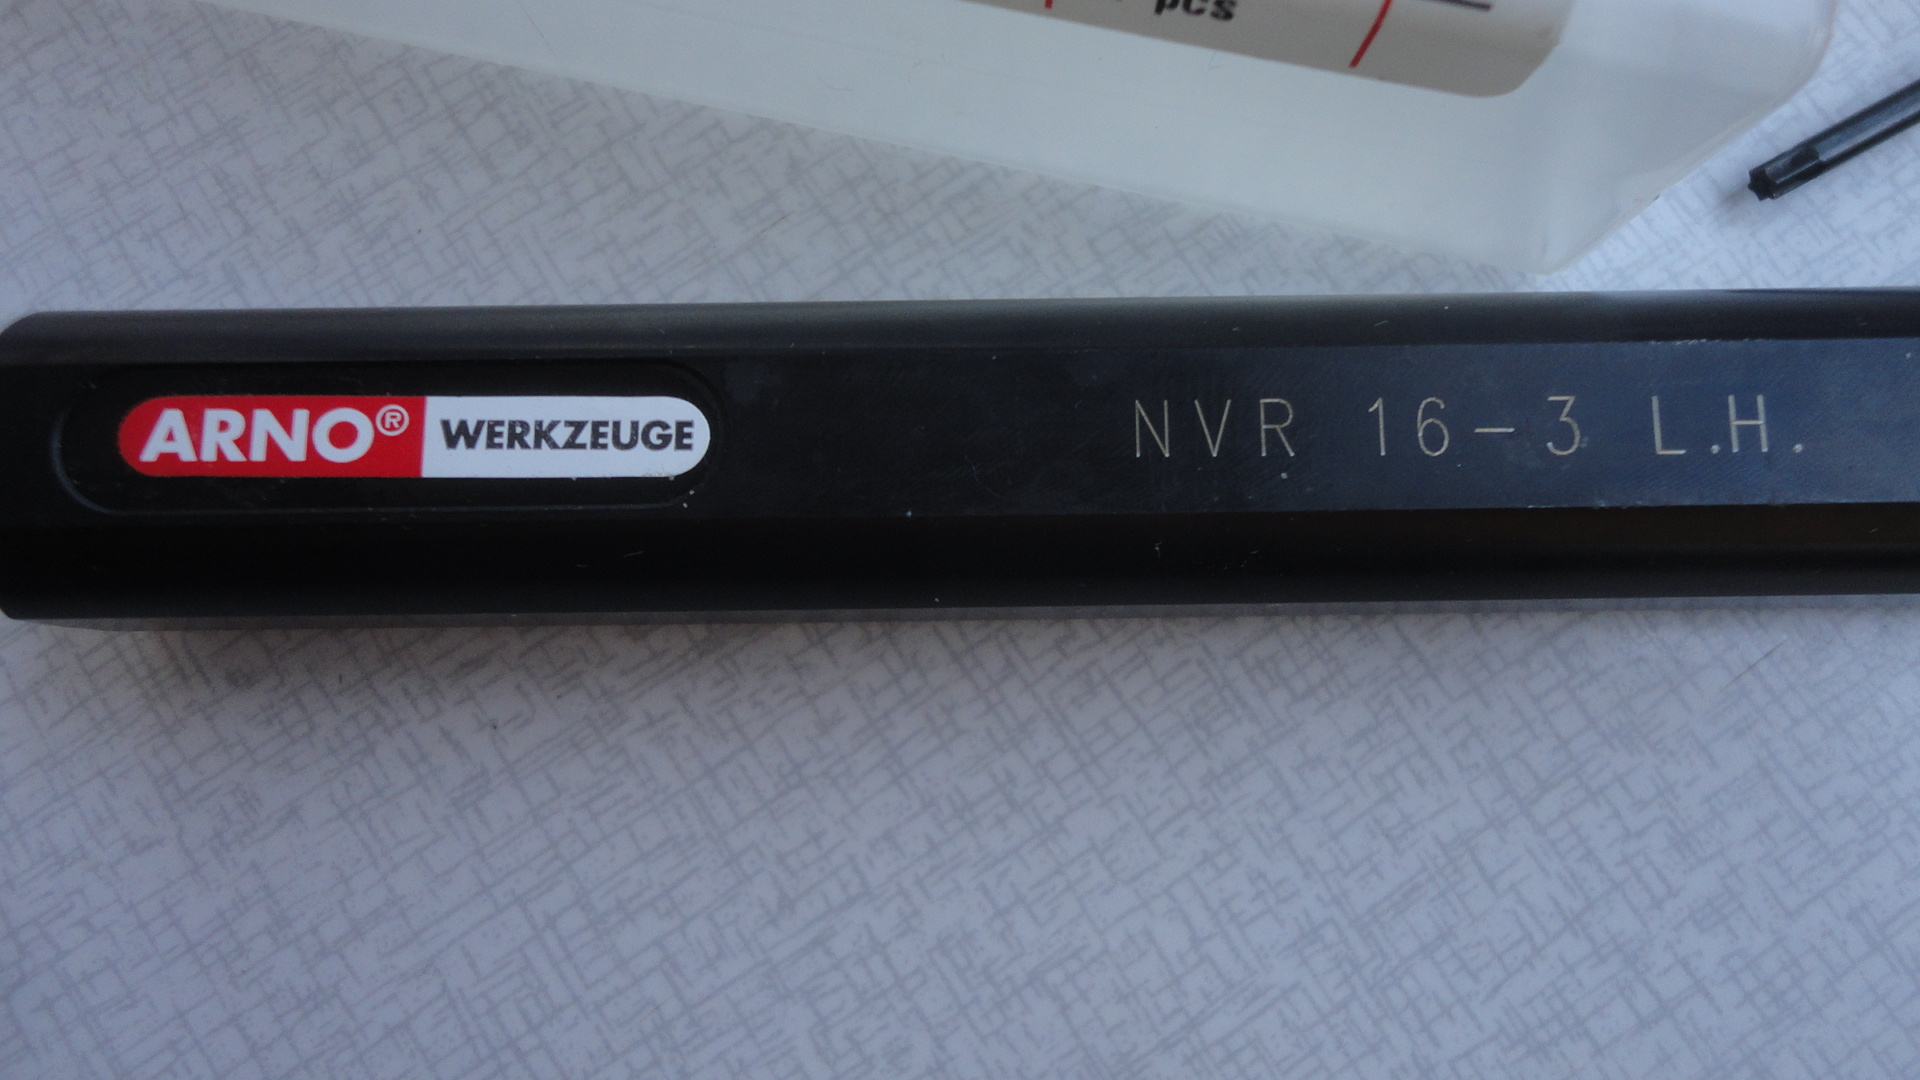 pcs
ARNO® WERKZEUGE
NVR 16-3 L.H.